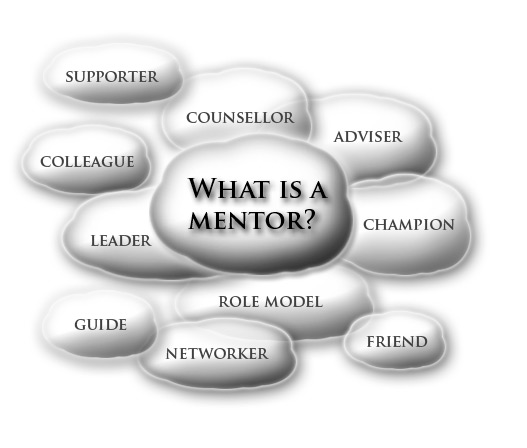 SUPPORTER
COUNSELLOR
ADVISER
COLLEAGUE
WHAT IS A
MENTOR?
CHAMPION
LEADER
ROLE MODEL
GUIDE
FRIEND
NETWORKER